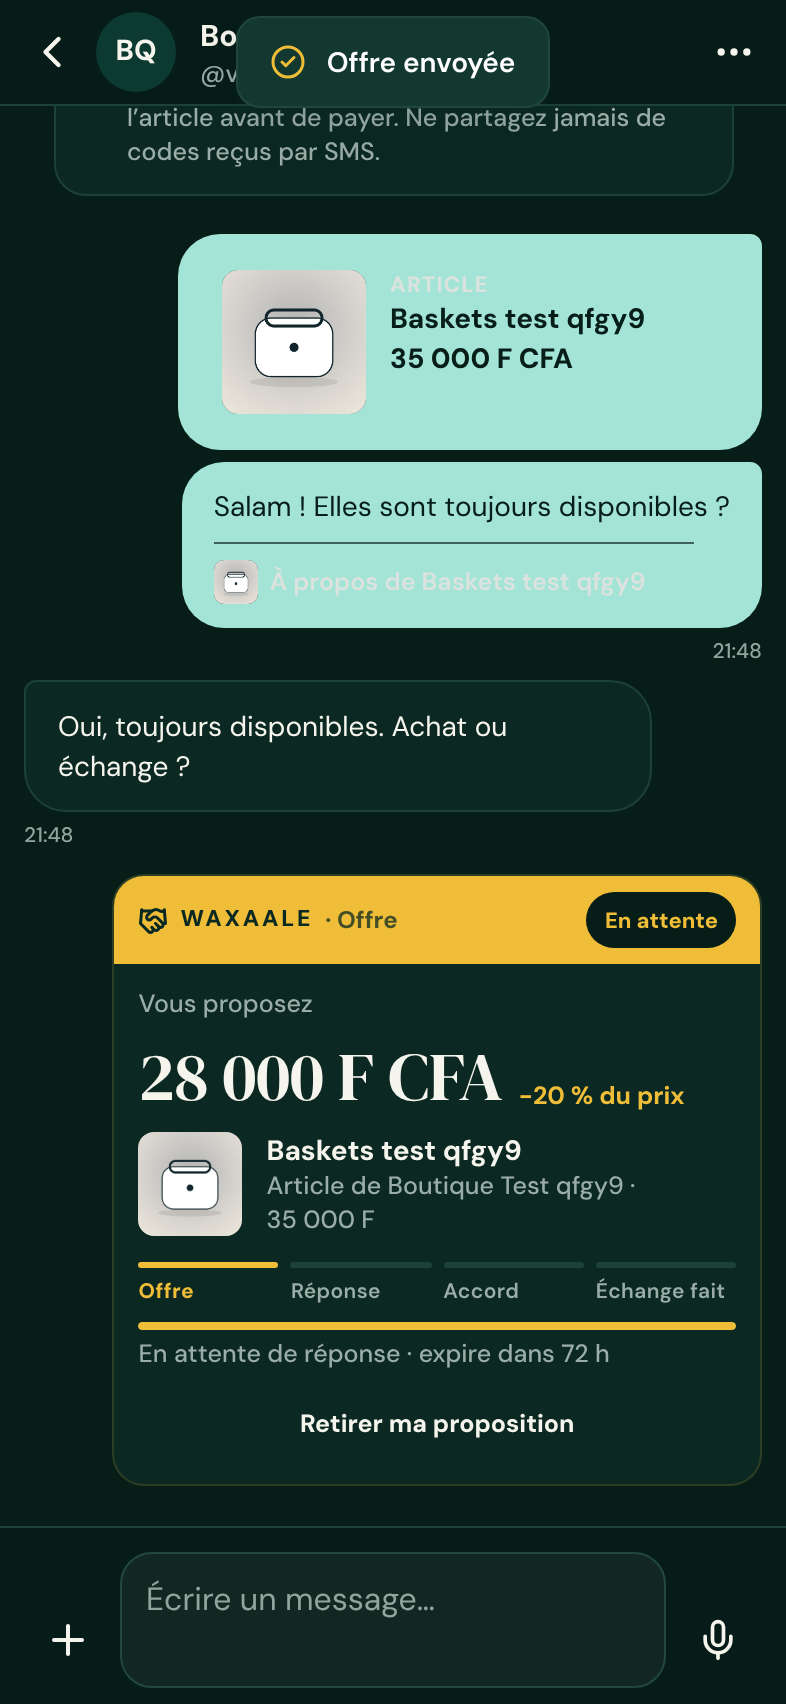 BQ
Bo
@v
Offre envoyée
l’article avant de payer. Ne partagez jamais de
codes reçus par SMS.
ARTICLE
Baskets test qfgy9
35 000 F CFA
Salam ! Elles sont toujours disponibles ?
À propos de Baskets test qfgy9
21:48
Oui, toujours disponibles. Achat ou
échange ?
21:48
WAXAALE · Offre
En attente
Vous proposez
28 000 F CFA −20 % du prix
Baskets test qfgy9
Article de Boutique Test qfgy9 ·
35 000 F
Offre Réponse Accord Échange fait
En attente de réponse · expire dans 72 h
Retirer ma proposition
Écrire un message…